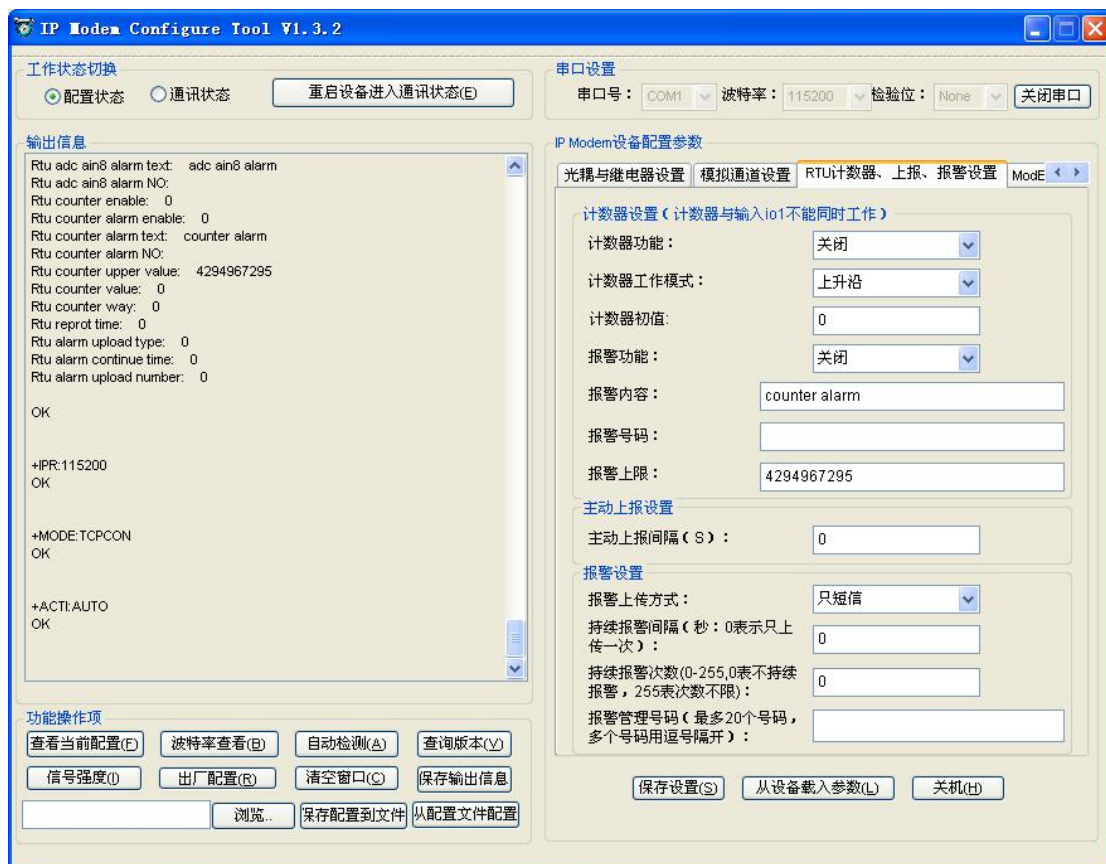 IP Modem Configure Tool V1.3.2
工作状态切换
配置状态
通讯状态
重启设备进入通讯状态(E)
串口设置
串口号：
COM1
波特率：
115200
检验位：
None
关闭串口
输出信息
Rtu adc ain8 alarm text: adc ain8 alarm
Rtu adc ain8 alarm NO:
Rtu counter enable: 0
Rtu counter alarm enable: 0
Rtu counter alarm text: counter alarm
Rtu counter alarm NO:
Rtu counter upper value: 4294967295
Rtu counter value: 0
Rtu counter way: 0
Rtu reprot time: 0
Rtu alarm upload type: 0
Rtu alarm continue time: 0
Rtu alarm upload number: 0
OK
+IPR:115200
OK
+MODE:TCPCON
OK
+ACTI:AUTO
OK
功能操作项
查看当前配置(F)
波特率查看(B)
自动检测(A)
查询版本(V)
信号强度(I)
出厂配置(R)
清空窗口(C)
保存输出信息
浏览..
保存配置到文件
从配置文件配置
IP Modem设备配置参数
光耦与继电器设置
模拟通道设置
RTU计数器、上报、报警设置
ModE
计数器设置(计数器与输入io1不能同时工作)
计数器功能：
关闭
计数器工作模式：
上升沿
计数器初值:
0
报警功能：
关闭
报警内容：
counter alarm
报警号码：
报警上限：
4294967295
主动上报设置
主动上报间隔(S)：
0
报警设置
报警上传方式：
只短信
持续报警间隔(秒：0表示只上
传一次)：
0
持续报警次数(0-255,0表不持续
报警，255表次数不限)：
0
报警管理号码(最多20个号码，
多个号码用逗号隔开)：
保存设置(S)
从设备载入参数(L)
关机(H)